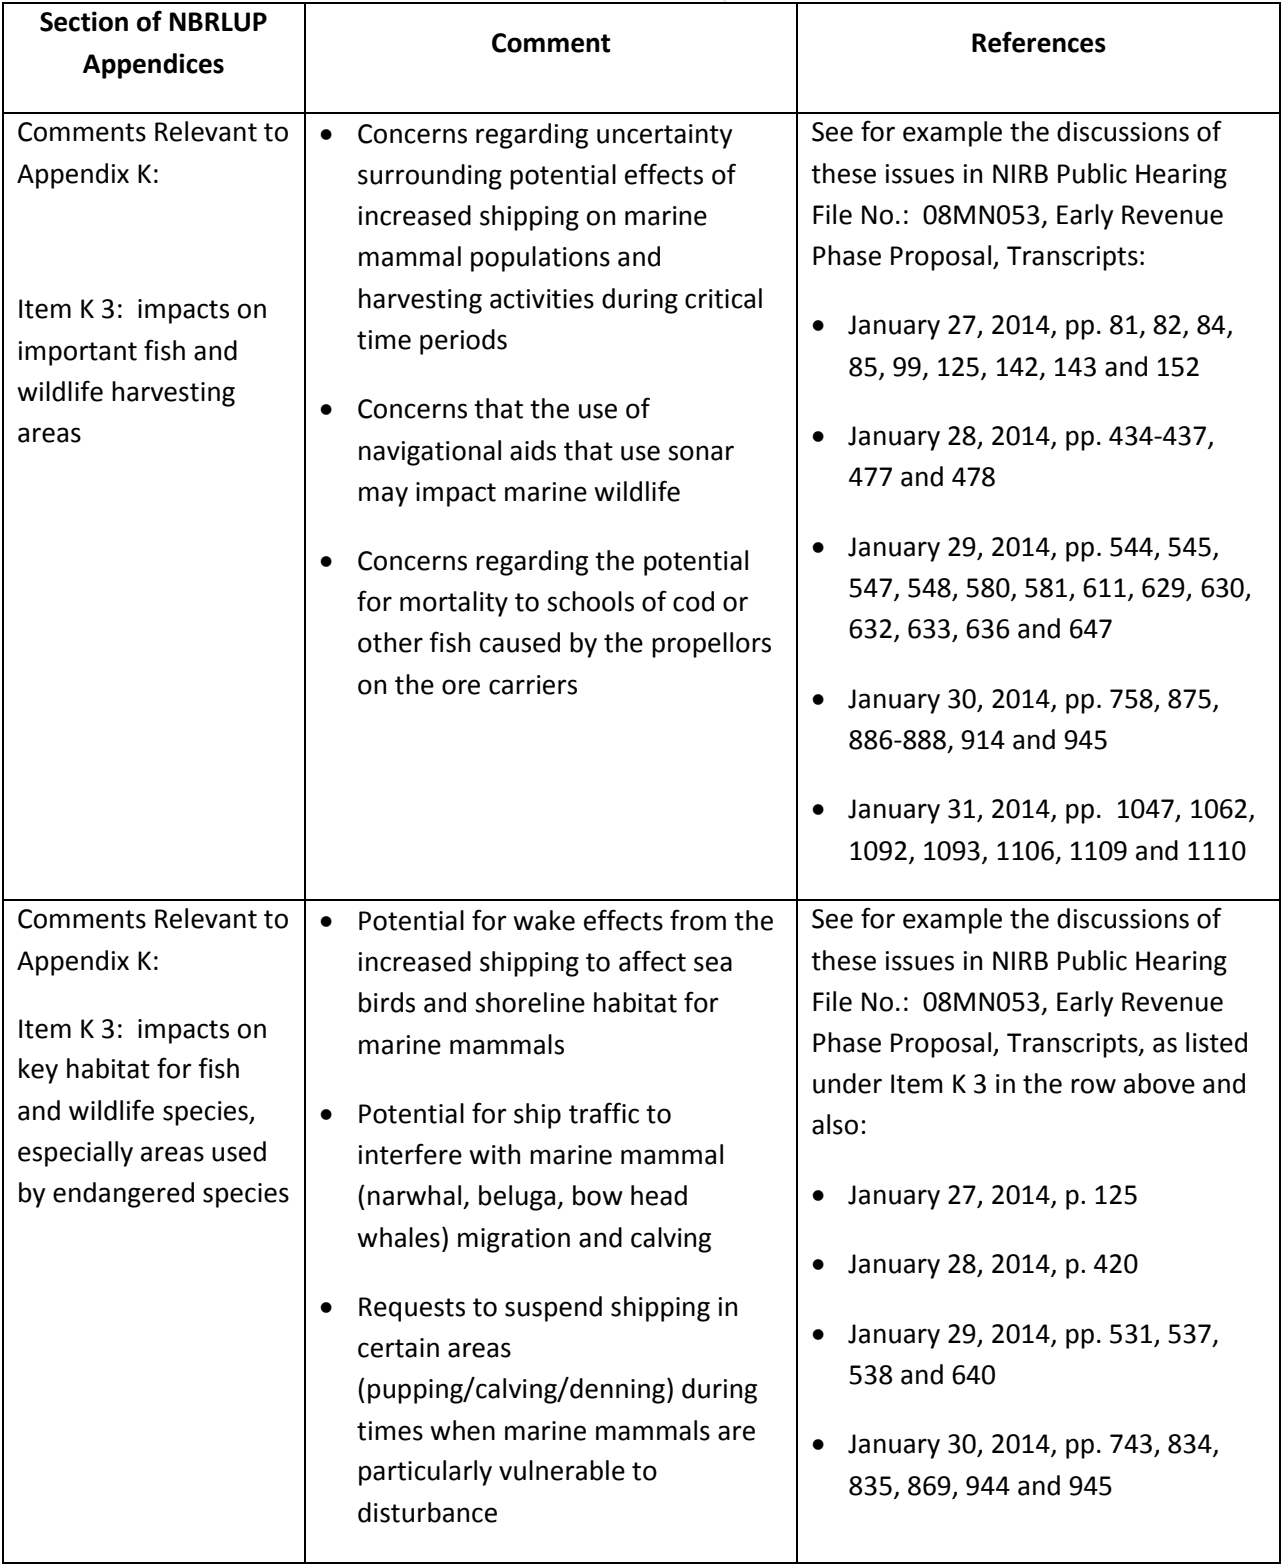 Section of NBRLUP
Appendices
Comment
References
Comments Relevant to
Appendix K:
Item K 3:  impacts on
important fish and
wildlife harvesting
areas
• Concerns regarding uncertainty
surrounding potential effects of
increased shipping on marine
mammal populations and
harvesting activities during critical
time periods
• Concerns that the use of
navigational aids that use sonar
may impact marine wildlife
• Concerns regarding the potential
for mortality to schools of cod or
other fish caused by the propellors
on the ore carriers
See for example the discussions of
these issues in NIRB Public Hearing
File No.:  08MN053, Early Revenue
Phase Proposal, Transcripts:
• January 27, 2014, pp. 81, 82, 84,
85, 99, 125, 142, 143 and 152
• January 28, 2014, pp. 434-437,
477 and 478
• January 29, 2014, pp. 544, 545,
547, 548, 580, 581, 611, 629, 630,
632, 633, 636 and 647
• January 30, 2014, pp. 758, 875,
886-888, 914 and 945
• January 31, 2014, pp.  1047, 1062,
1092, 1093, 1106, 1109 and 1110
Comments Relevant to
Appendix K:
Item K 3:  impacts on
key habitat for fish
and wildlife species,
especially areas used
by endangered species
• Potential for wake effects from the
increased shipping to affect sea
birds and shoreline habitat for
marine mammals
• Potential for ship traffic to
interfere with marine mammal
(narwhal, beluga, bow head
whales) migration and calving
• Requests to suspend shipping in
certain areas
(pupping/calving/denning) during
times when marine mammals are
particularly vulnerable to
disturbance
See for example the discussions of
these issues in NIRB Public Hearing
File No.:  08MN053, Early Revenue
Phase Proposal, Transcripts, as listed
under Item K 3 in the row above and
also:
• January 27, 2014, p. 125
• January 28, 2014, p. 420
• January 29, 2014, pp. 531, 537,
538 and 640
• January 30, 2014, pp. 743, 834,
835, 869, 944 and 945